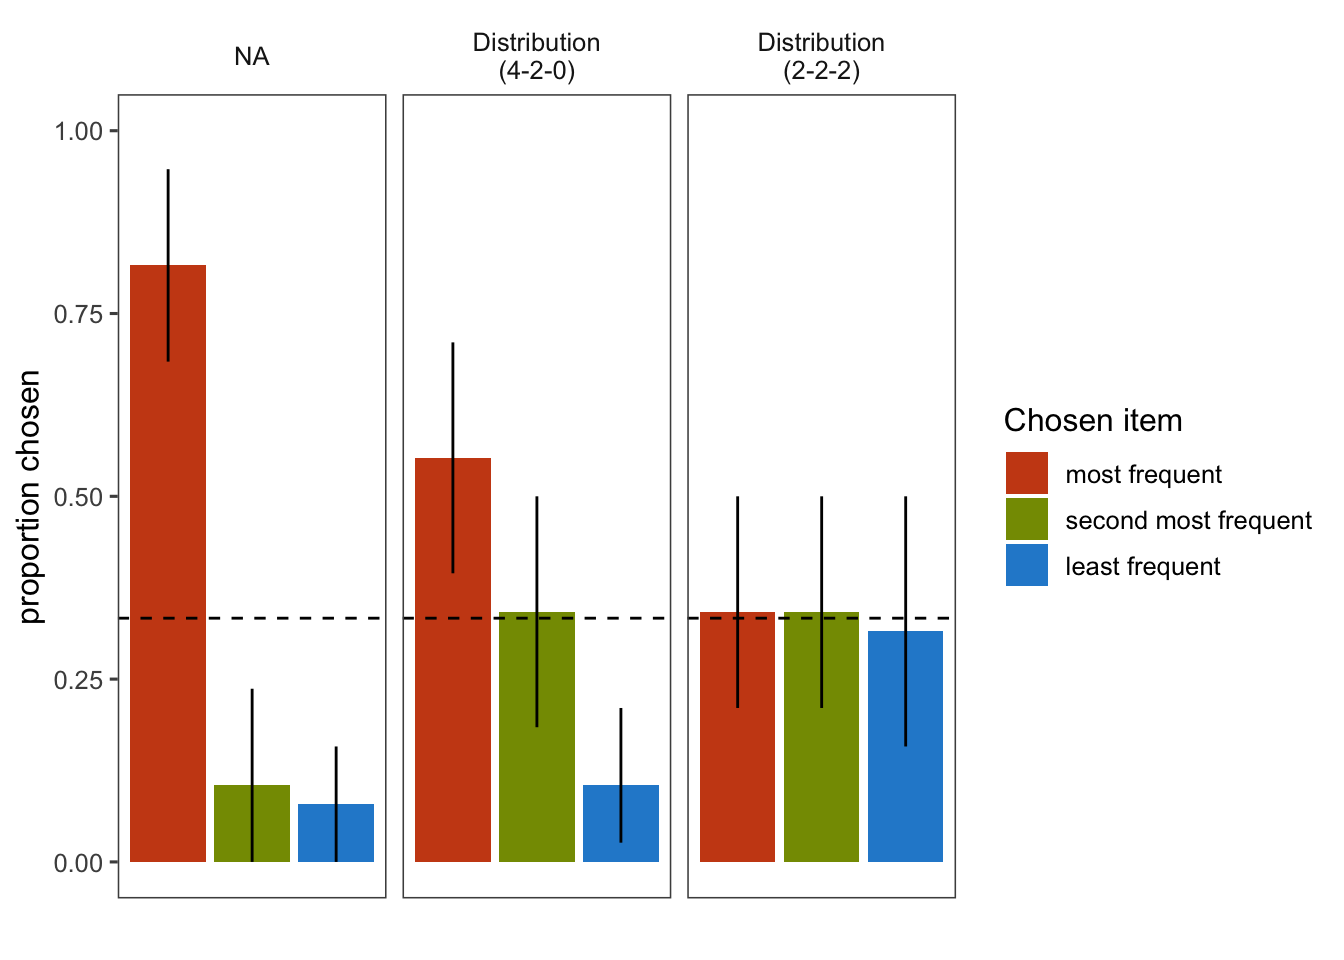 NA
Distribution
(4-2-0)
Distribution
(2-2-2)
1.00
0.75
0.50
0.25
0.00
proportion chosen
Chosen item
most frequent
second most frequent
least frequent